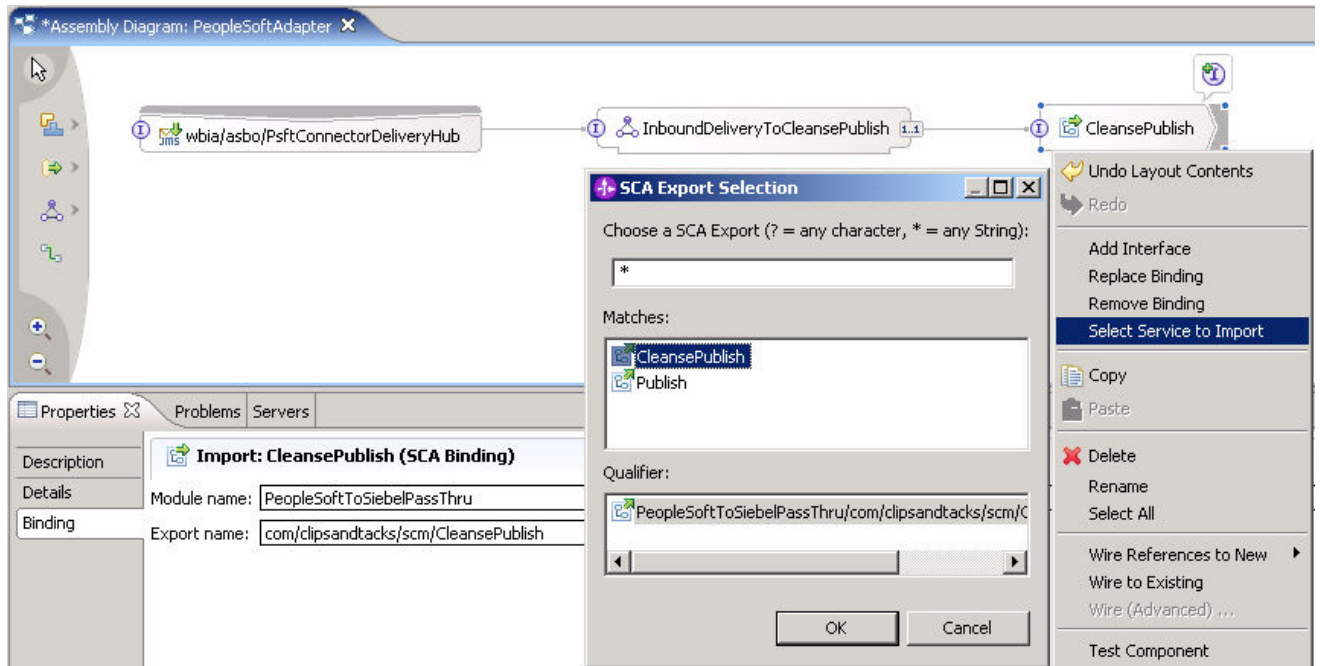 *Assembly Diagram: PeopleSoftAdapter
wbia/asbo/PsftConnectorDeliveryHub
JMS
InboundDeliveryToCleansePublish 1..1
CleansePublish
SCA Export Selection
Choose a SCA Export (? = any character, * = any String):
*
Matches:
CleansePublish
Publish
Qualifier:
PeopleSoftToSiebelPassThru/com/clipsandtacks/scm/C
OK
Cancel
Undo Layout Contents
Redo
Add Interface
Replace Binding
Remove Binding
Select Service to Import
Copy
Paste
Delete
Rename
Select All
Wire References to New
Wire to Existing
Wire (Advanced) ...
Test Component
Properties
Problems
Servers
Description
Details
Binding
Import: CleansePublish (SCA Binding)
Module name: PeopleSoftToSiebelPassThru
Export name: com/clipsandtacks/scm/CleansePublish